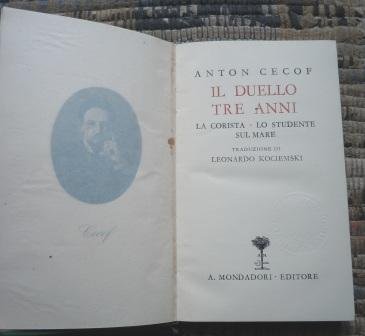 Cecof
ANTON CECOF
IL DUELLO
TRE ANNI
LA CORISTA · LO STUDENTE
SUL MARE
TRADUZIONE DI
LEONARDO KOCIEMSKI
A. MONDADORI · EDITORE